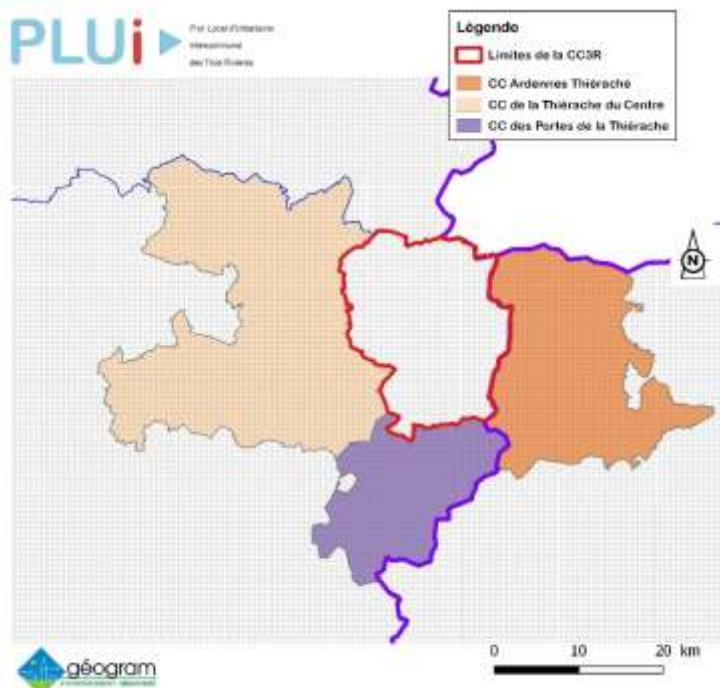 PLUi
Plan Local d'Urbanisme
Intercommunal
des Trois Rivières
Légende
Limites de la CC3R
CC Ardennes Thiérache
CC de la Thiérache du Centre
CC des Portes de la Thiérache
N
géogram
0 10 20 km